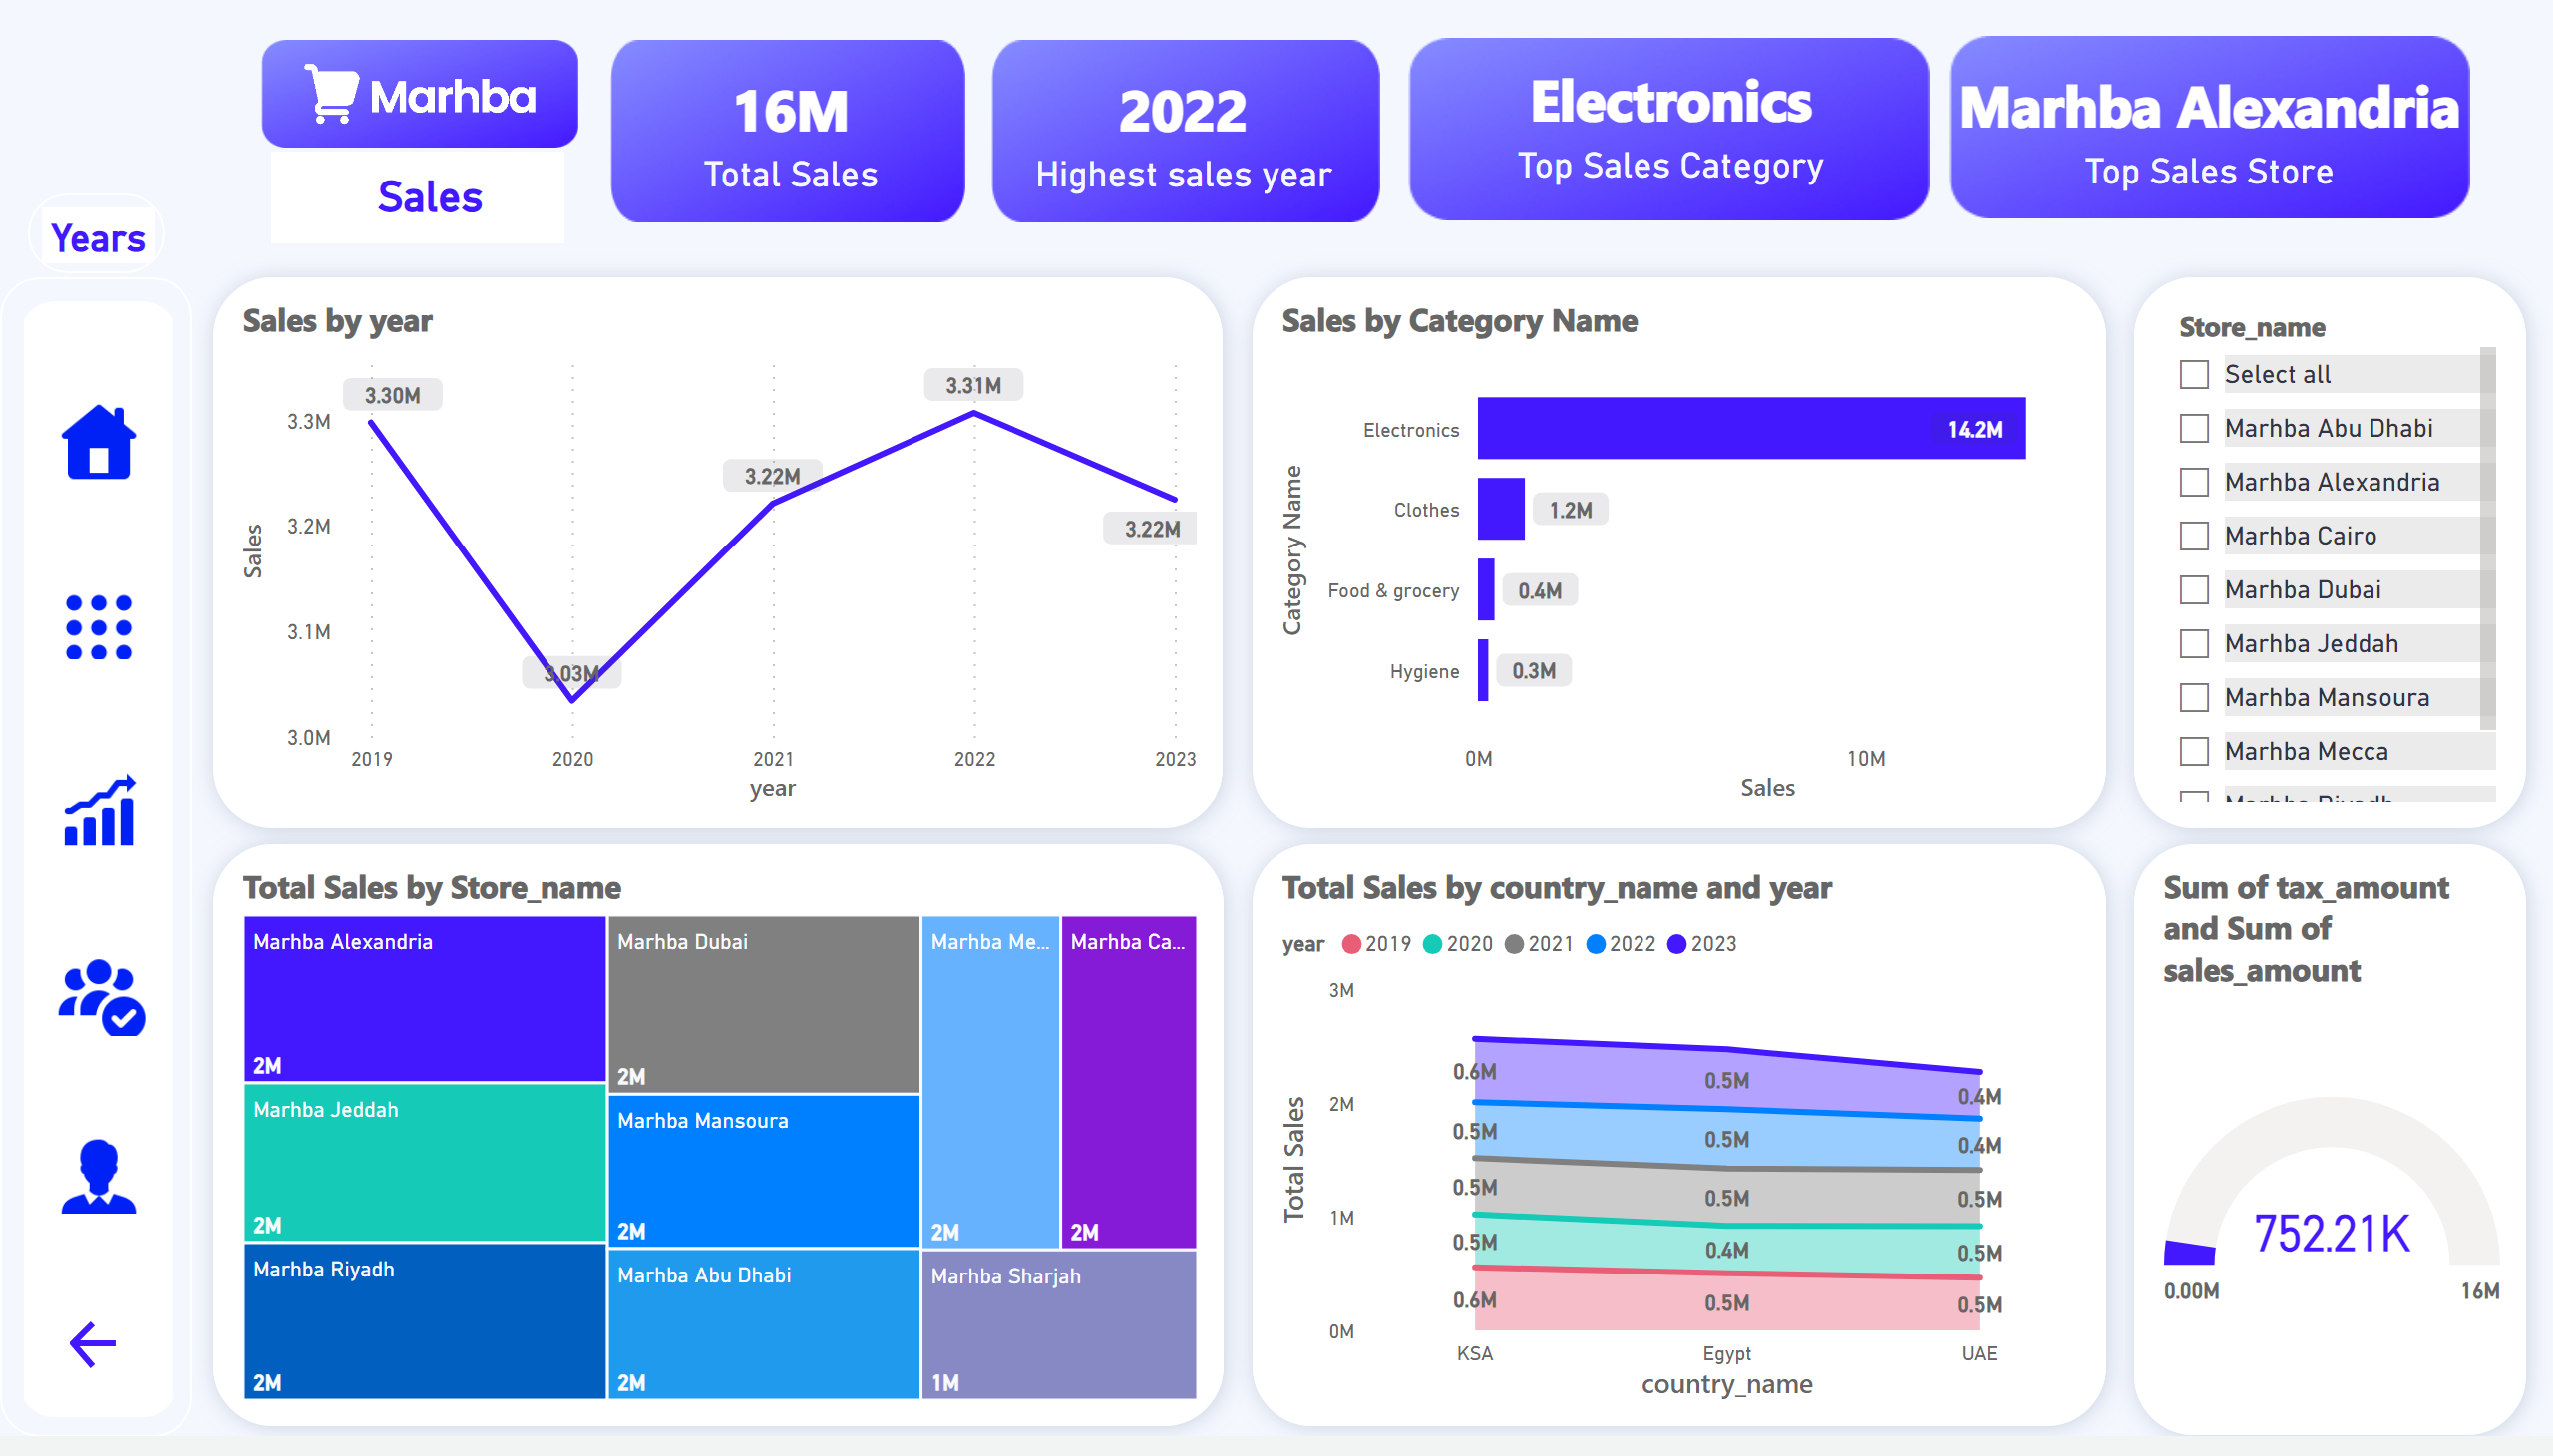 Marhba
Sales
16M
Total Sales
2022
Highest sales year
Electronics
Top Sales Category
Marhba Alexandria
Top Sales Store
Years
Sales by year
Sales
3.3M
3.2M
3.1M
3.0M
3.30M
3.03M
3.22M
3.31M
3.22M
2019 2020 2021 2022 2023
year
Sales by Category Name
Category Name
Electronics 14.2M
Clothes 1.2M
Food & grocery 0.4M
Hygiene 0.3M
0M 10M
Sales
Store_name
Select all
Marhba Abu Dhabi
Marhba Alexandria
Marhba Cairo
Marhba Dubai
Marhba Jeddah
Marhba Mansoura
Marhba Mecca
Total Sales by Store_name
Marhba Alexandria
2M
Marhba Jeddah
2M
Marhba Riyadh
2M
Marhba Dubai
2M
Marhba Mansoura
2M
Marhba Abu Dhabi
2M
Marhba Me...
2M
Marhba Ca...
2M
Marhba Sharjah
1M
Total Sales by country_name and year
year 2019 2020 2021 2022 2023
Total Sales
3M
2M
1M
0M
0.6M 0.5M 0.4M
0.5M 0.5M 0.4M
0.5M 0.5M 0.5M
0.5M 0.4M 0.5M
0.6M 0.5M 0.5M
KSA Egypt UAE
country_name
Sum of tax_amount
and Sum of
sales_amount
752.21K
0.00M 16M